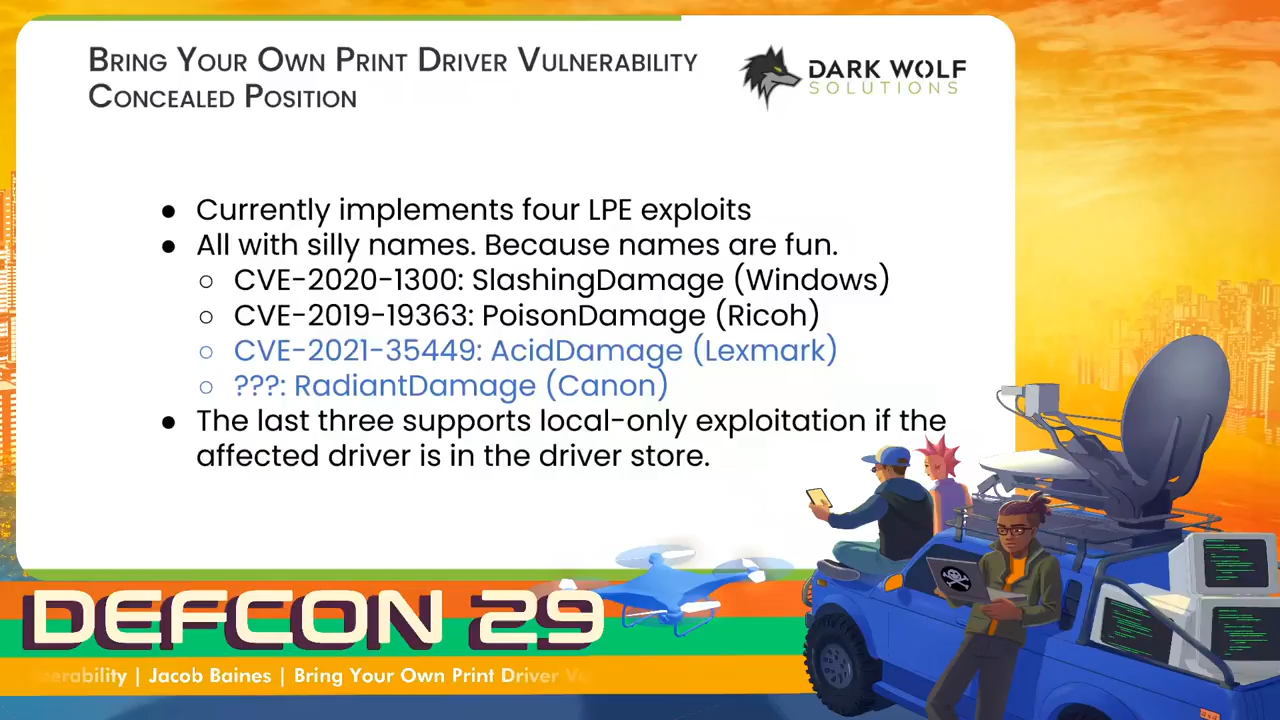 BRING YOUR OWN PRINT DRIVER VULNERABILITY
CONCEALED POSITION
DARK WOLF
SOLUTIONS
● Currently implements four LPE exploits
● All with silly names. Because names are fun.
○ CVE-2020-1300: SlashingDamage (Windows)
○ CVE-2019-19363: PoisonDamage (Ricoh)
○ CVE-2021-35449: AcidDamage (Lexmark)
○ ???: RadiantDamage (Canon)
● The last three supports local-only exploitation if the
affected driver is in the driver store.
DEFCON 29
nerability | Jacob Baines | Bring Your Own Print Driver Vu